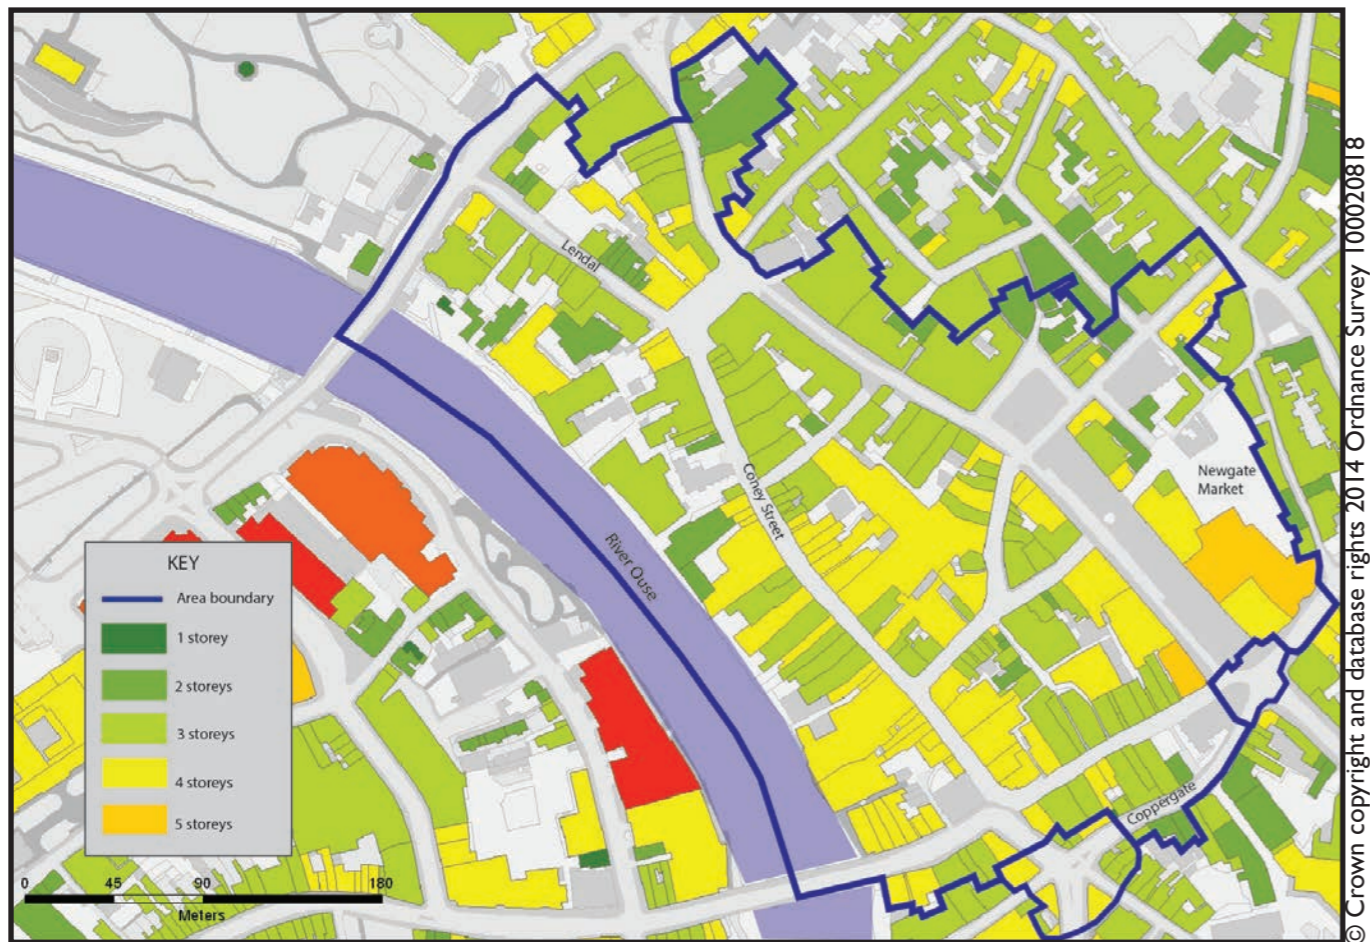 Lendal
Coney Street
River Ouse
Newgate
Market
Coppergate
KEY
Area boundary
1 storey
2 storeys
3 storeys
4 storeys
5 storeys
0 45 90 180
Meters
© Crown copyright and database rights 2014 Ordnance Survey 100020818